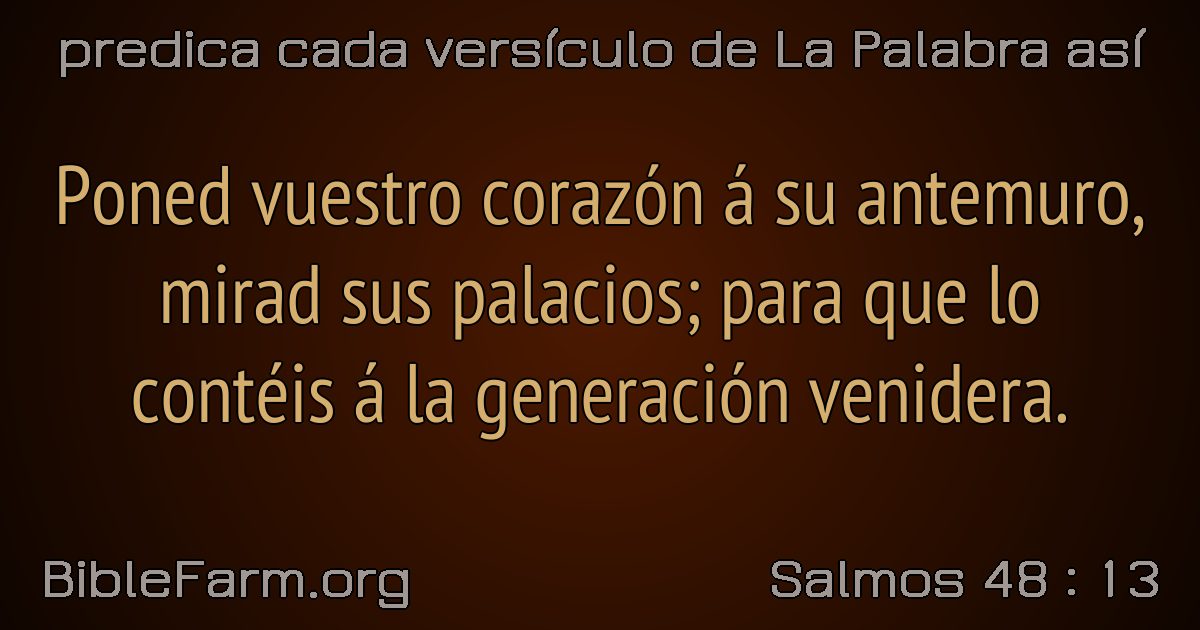 predica cada versículo de La Palabra así
Poned vuestro corazón á su antemuro,
mirad sus palacios; para que lo
contéis á la generación venidera.
BibleFarm.org
Salmos 48 : 13